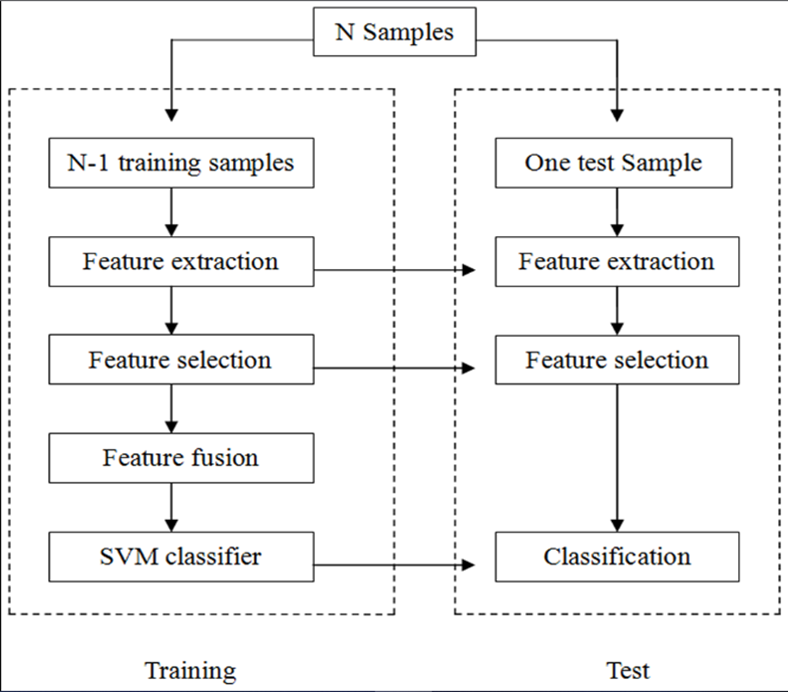 N Samples
N-1 training samples
One test Sample
Feature extraction
Feature extraction
Feature selection
Feature selection
Feature fusion
SVM classifier
Classification
Training
Test